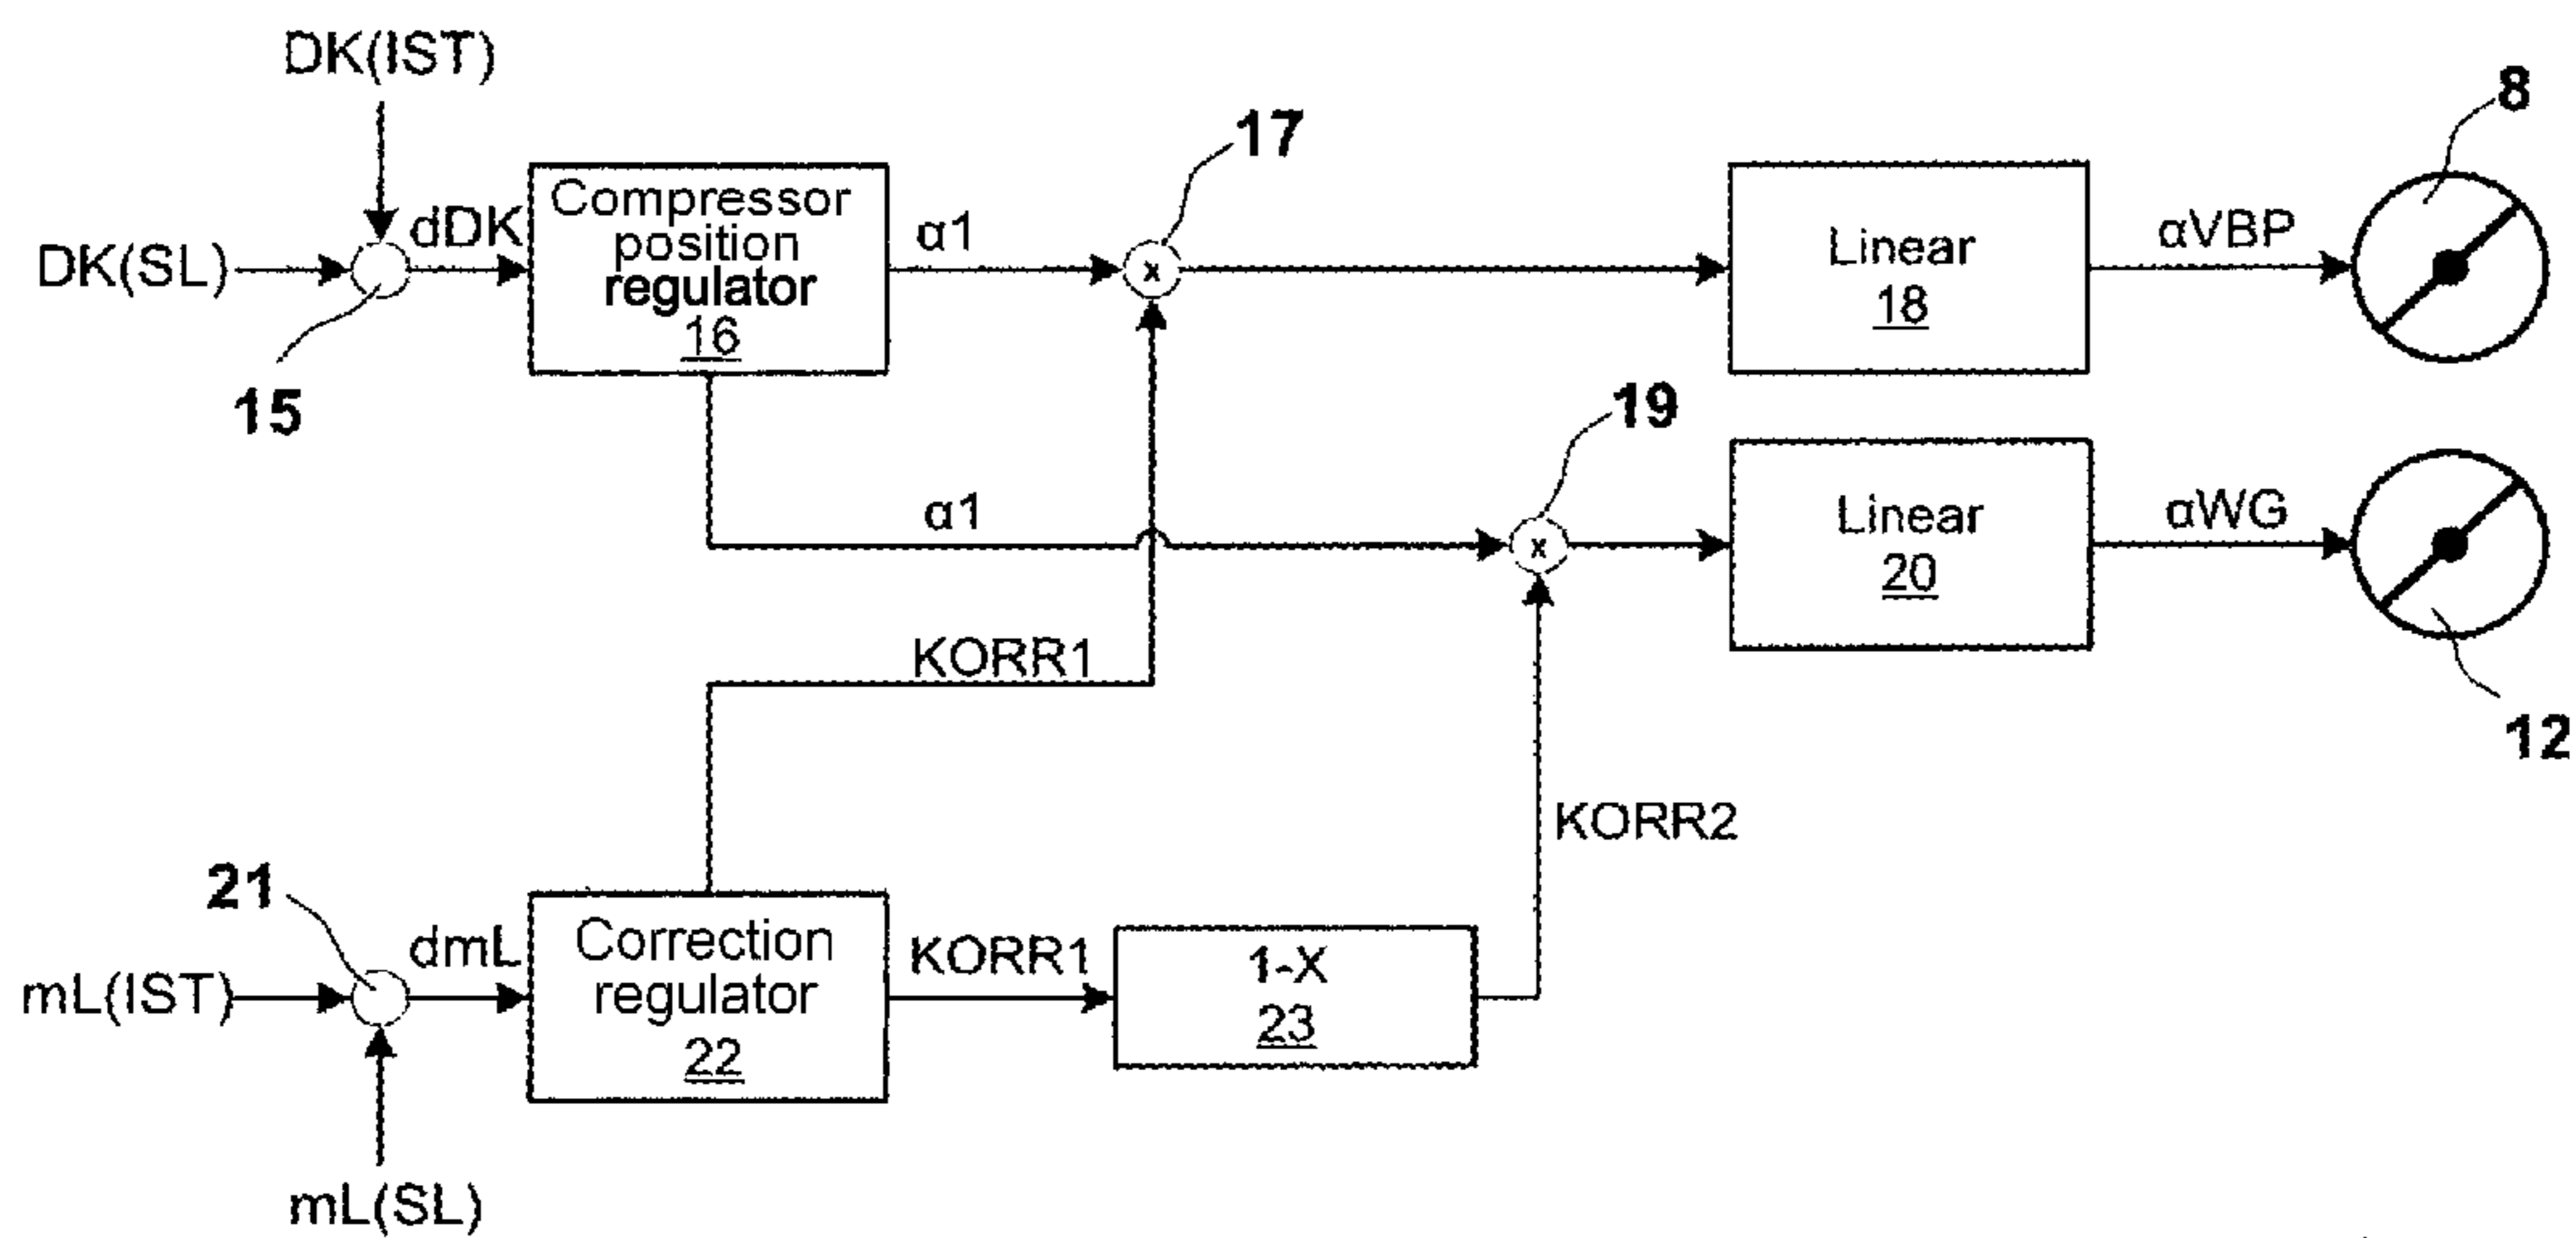 DK(IST)
8
17
Compressor
position
regulator
16
dDK
α1
Linear
18
αVBP
DK(SL)
x
15
19
α1
x
Linear
20
αWG
KORR1
12
KORR2
21
dmL
Correction
regulator
22
KORR1
1-X
23
mL(IST)
mL(SL)